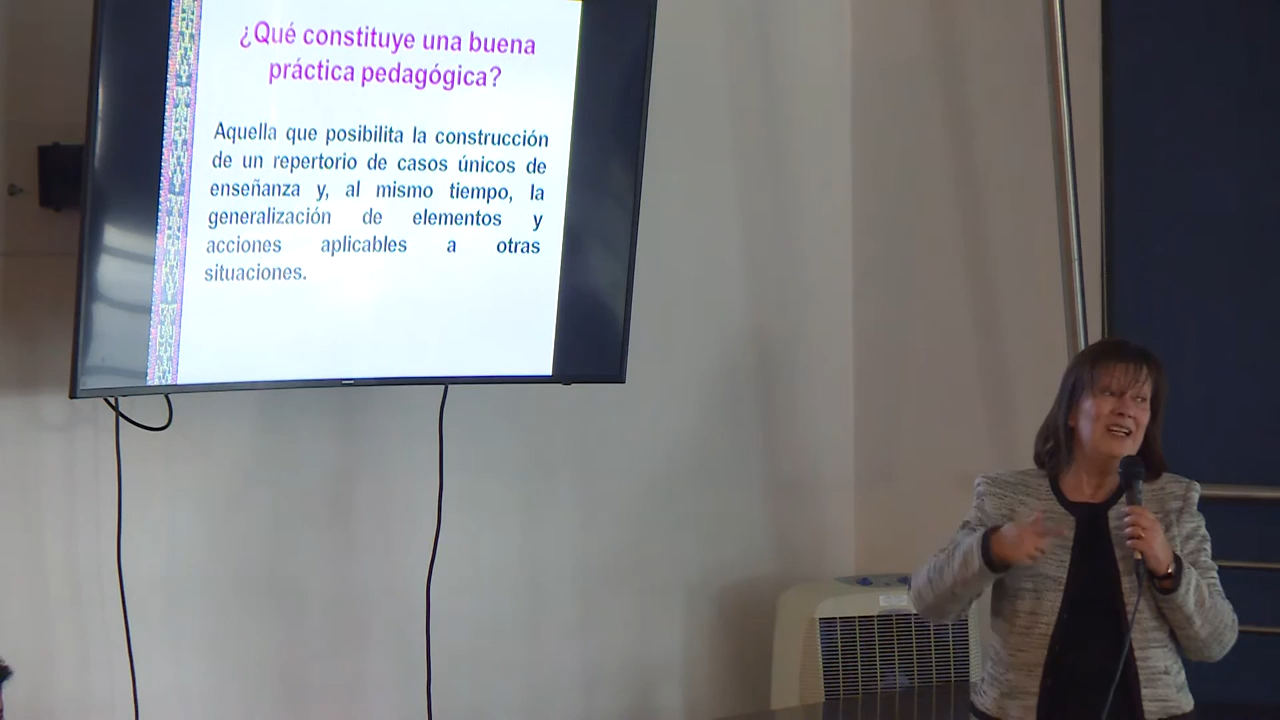 ¿Qué constituye una buena
práctica pedagógica?
Aquella que posibilita la construcción
de un repertorio de casos únicos de
enseñanza y, al mismo tiempo, la
generalización de elementos y
acciones aplicables a otras
situaciones.